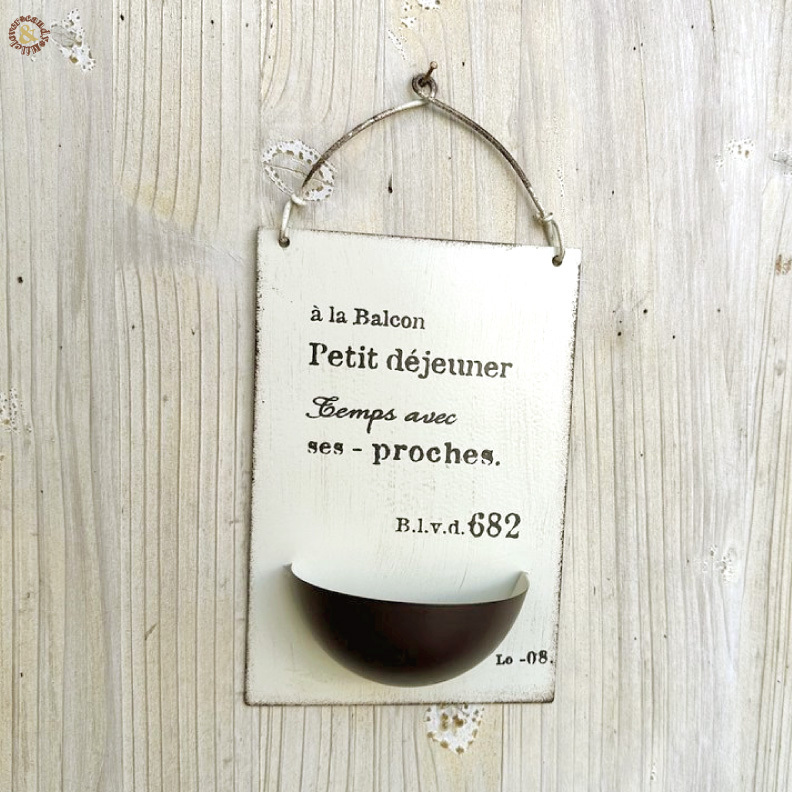 à la Balcon
Petit déjeuner
Temps avec
ses - proches.
B.l.v.d. 682
Lo -08.